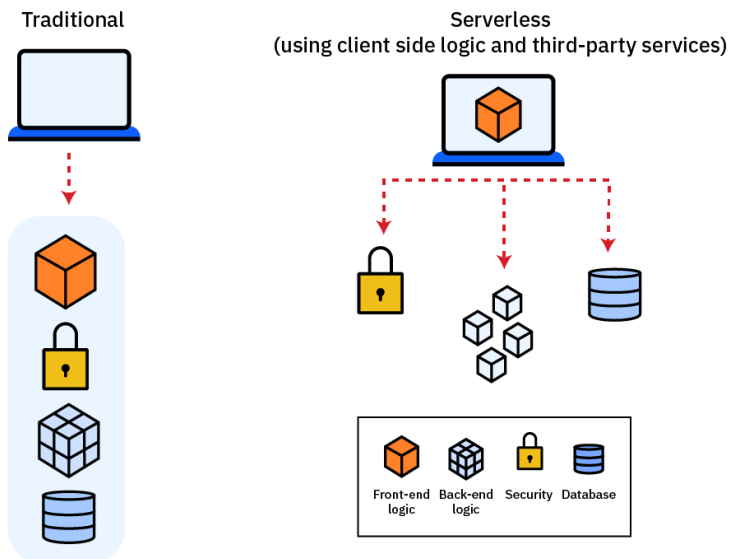 Traditional
Serverless
(using client side logic and third-party services)
Front-end
logic
Back-end
logic
Security
Database